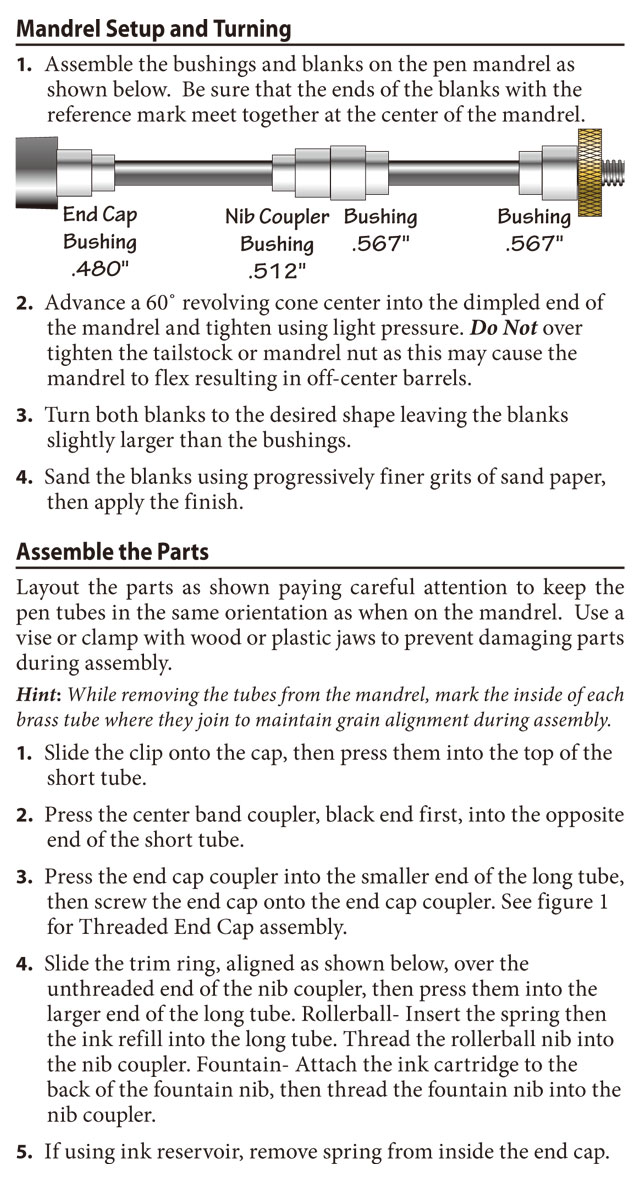 Mandrel Setup and Turning
1. Assemble the bushings and blanks on the pen mandrel as
shown below. Be sure that the ends of the blanks with the
reference mark meet together at the center of the mandrel.
End Cap
Bushing
.480"
Nib Coupler
Bushing
.512"
Bushing
.567"
Bushing
.567"
2. Advance a 60˚ revolving cone center into the dimpled end of
the mandrel and tighten using light pressure. Do Not over
tighten the tailstock or mandrel nut as this may cause the
mandrel to flex resulting in off-center barrels.
3. Turn both blanks to the desired shape leaving the blanks
slightly larger than the bushings.
4. Sand the blanks using progressively finer grits of sand paper,
then apply the finish.
Assemble the Parts
Layout the parts as shown paying careful attention to keep the
pen tubes in the same orientation as when on the mandrel. Use a
vise or clamp with wood or plastic jaws to prevent damaging parts
during assembly.
Hint: While removing the tubes from the mandrel, mark the inside of each
brass tube where they join to maintain grain alignment during assembly.
1. Slide the clip onto the cap, then press them into the top of the
short tube.
2. Press the center band coupler, black end first, into the opposite
end of the short tube.
3. Press the end cap coupler into the smaller end of the long tube,
then screw the end cap onto the end cap coupler. See figure 1
for Threaded End Cap assembly.
4. Slide the trim ring, aligned as shown below, over the
unthreaded end of the nib coupler, then press them into the
larger end of the long tube. Rollerball- Insert the spring then
the ink refill into the long tube. Thread the rollerball nib into
the nib coupler. Fountain- Attach the ink cartridge to the
back of the fountain nib, then thread the fountain nib into the
nib coupler.
5. If using ink reservoir, remove spring from inside the end cap.